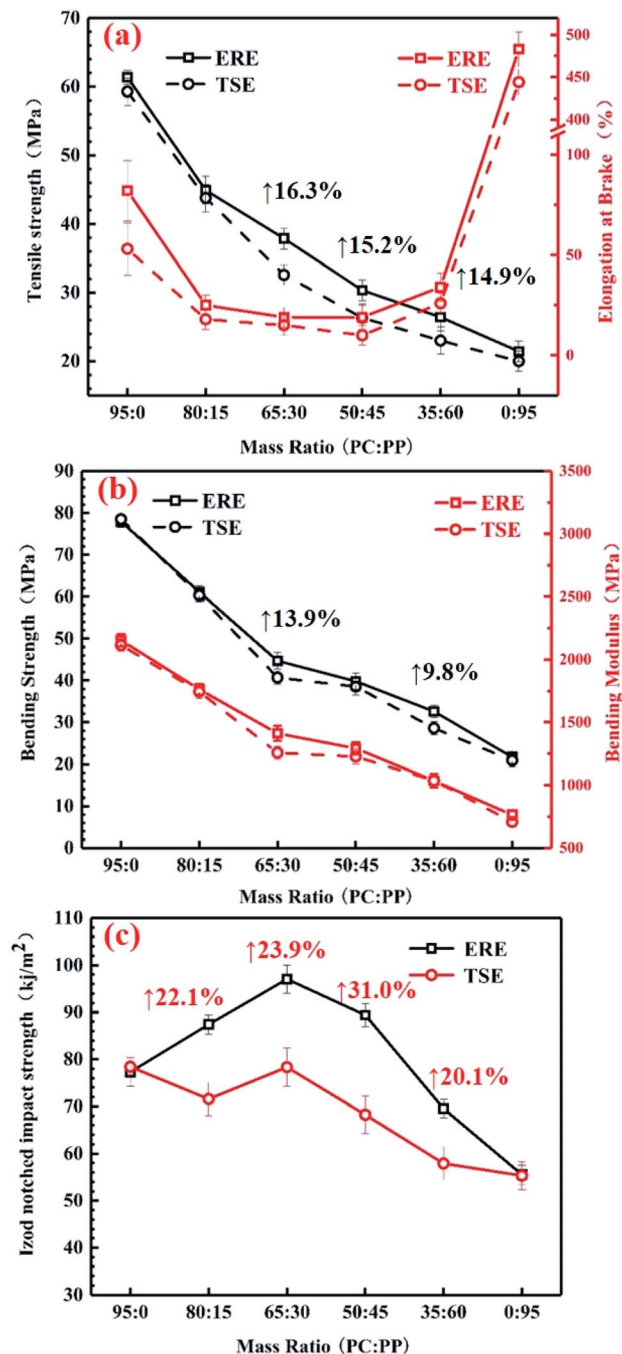 (a)
ERE
TSE
ERE
TSE
↑16.3%
↑15.2%
↑14.9%
70
60
50
40
30
20
500
450
400
100
50
0
Tensile strength (MPa)
Elongation at Brake (%)
95:0 80:15 65:30 50:45 35:60 0:95
Mass Ratio (PC:PP)
(b)
ERE
TSE
ERE
TSE
↑13.9%
↑9.8%
90
80
70
60
50
40
30
20
10
0
3500
3000
2500
2000
1500
1000
500
Bending Strength (MPa)
Bending Modulus (MPa)
95:0 80:15 65:30 50:45 35:60 0:95
Mass Ratio (PC:PP)
(c)
ERE
TSE
↑23.9%
↑22.1%
↑31.0%
↑20.1%
110
100
90
80
70
60
50
40
30
Izod notched impact strength (kj/m²)
95:0 80:15 65:30 50:45 35:60 0:95
Mass Ratio (PC:PP)